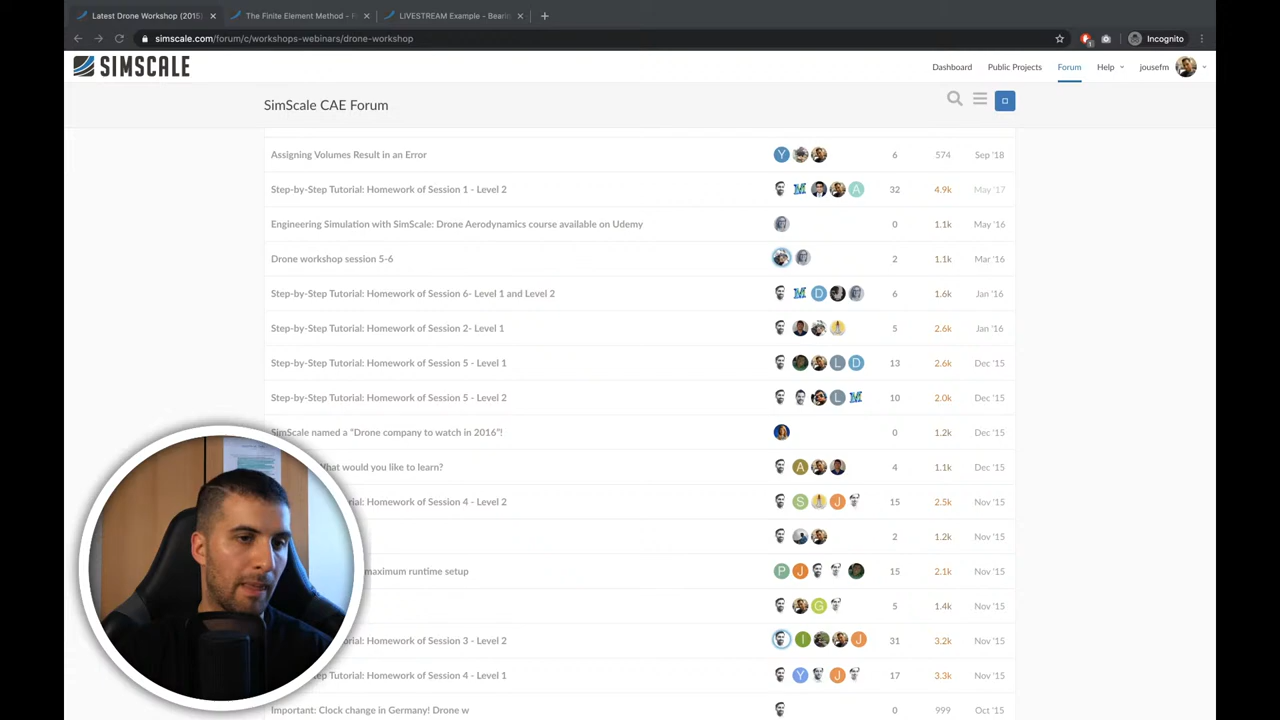 Latest Drone Workshop (2015)
The Finite Element Method - F
LIVESTREAM Example - Bearin
simscale.com/forum/c/workshops-webinars/drone-workshop
Incognito
SIMSCALE
Dashboard
Public Projects
Forum
Help
jousefm
SimScale CAE Forum
Assigning Volumes Result in an Error Y 6 574 Sep '18
Step-by-Step Tutorial: Homework of Session 1 - Level 2 A 32 4.9k May '17
Engineering Simulation with SimScale: Drone Aerodynamics course available on Udemy 0 1.1k May '16
Drone workshop session 5-6 2 1.1k Mar '16
Step-by-Step Tutorial: Homework of Session 6- Level 1 and Level 2 D 6 1.6k Jan '16
Step-by-Step Tutorial: Homework of Session 2- Level 1 5 2.6k Jan '16
Step-by-Step Tutorial: Homework of Session 5 - Level 1 L D 13 2.6k Dec '15
Step-by-Step Tutorial: Homework of Session 5 - Level 2 L 10 2.0k Dec '15
SimScale named a "Drone company to watch in 2016"! 0 1.2k Dec '15
hat would you like to learn? A 4 1.1k Dec '15
rial: Homework of Session 4 - Level 2 S J 15 2.5k Nov '15
2 1.2k Nov '15
maximum runtime setup P J 15 2.1k Nov '15
G 5 1.4k Nov '15
rial: Homework of Session 3 - Level 2 I J 31 3.2k Nov '15
p Tutorial: Homework of Session 4 - Level 1 Y J 17 3.3k Nov '15
Important: Clock change in Germany! Drone w 0 999 Oct '15